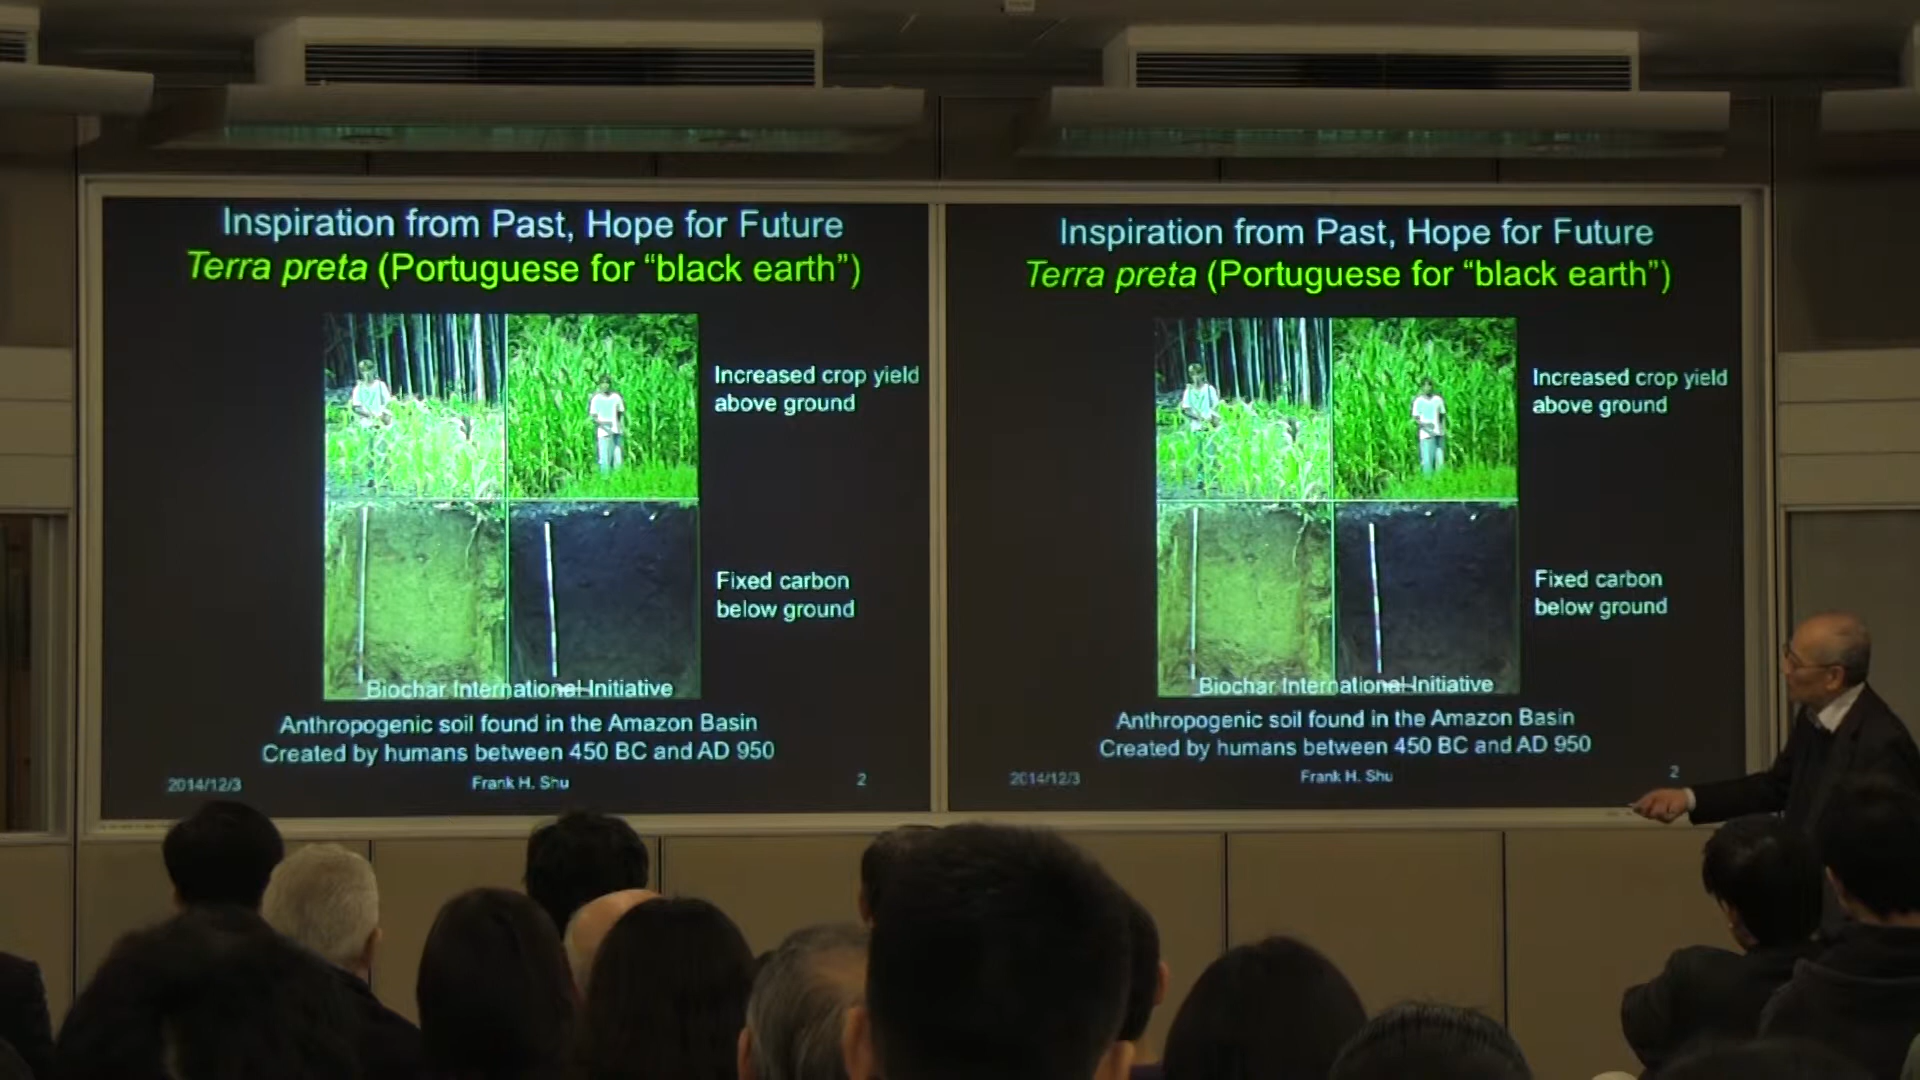 Inspiration from Past, Hope for Future
Terra preta (Portuguese for “black earth”)
Increased crop yield
above ground
Fixed carbon
below ground
Biochar International Initiative
Anthropogenic soil found in the Amazon Basin
Created by humans between 450 BC and AD 950
2014/12/3
Frank H. Shu
2
Inspiration from Past, Hope for Future
Terra preta (Portuguese for “black earth”)
Increased crop yield
above ground
Fixed carbon
below ground
Biochar International Initiative
Anthropogenic soil found in the Amazon Basin
Created by humans between 450 BC and AD 950
2014/12/3
Frank H. Shu
2